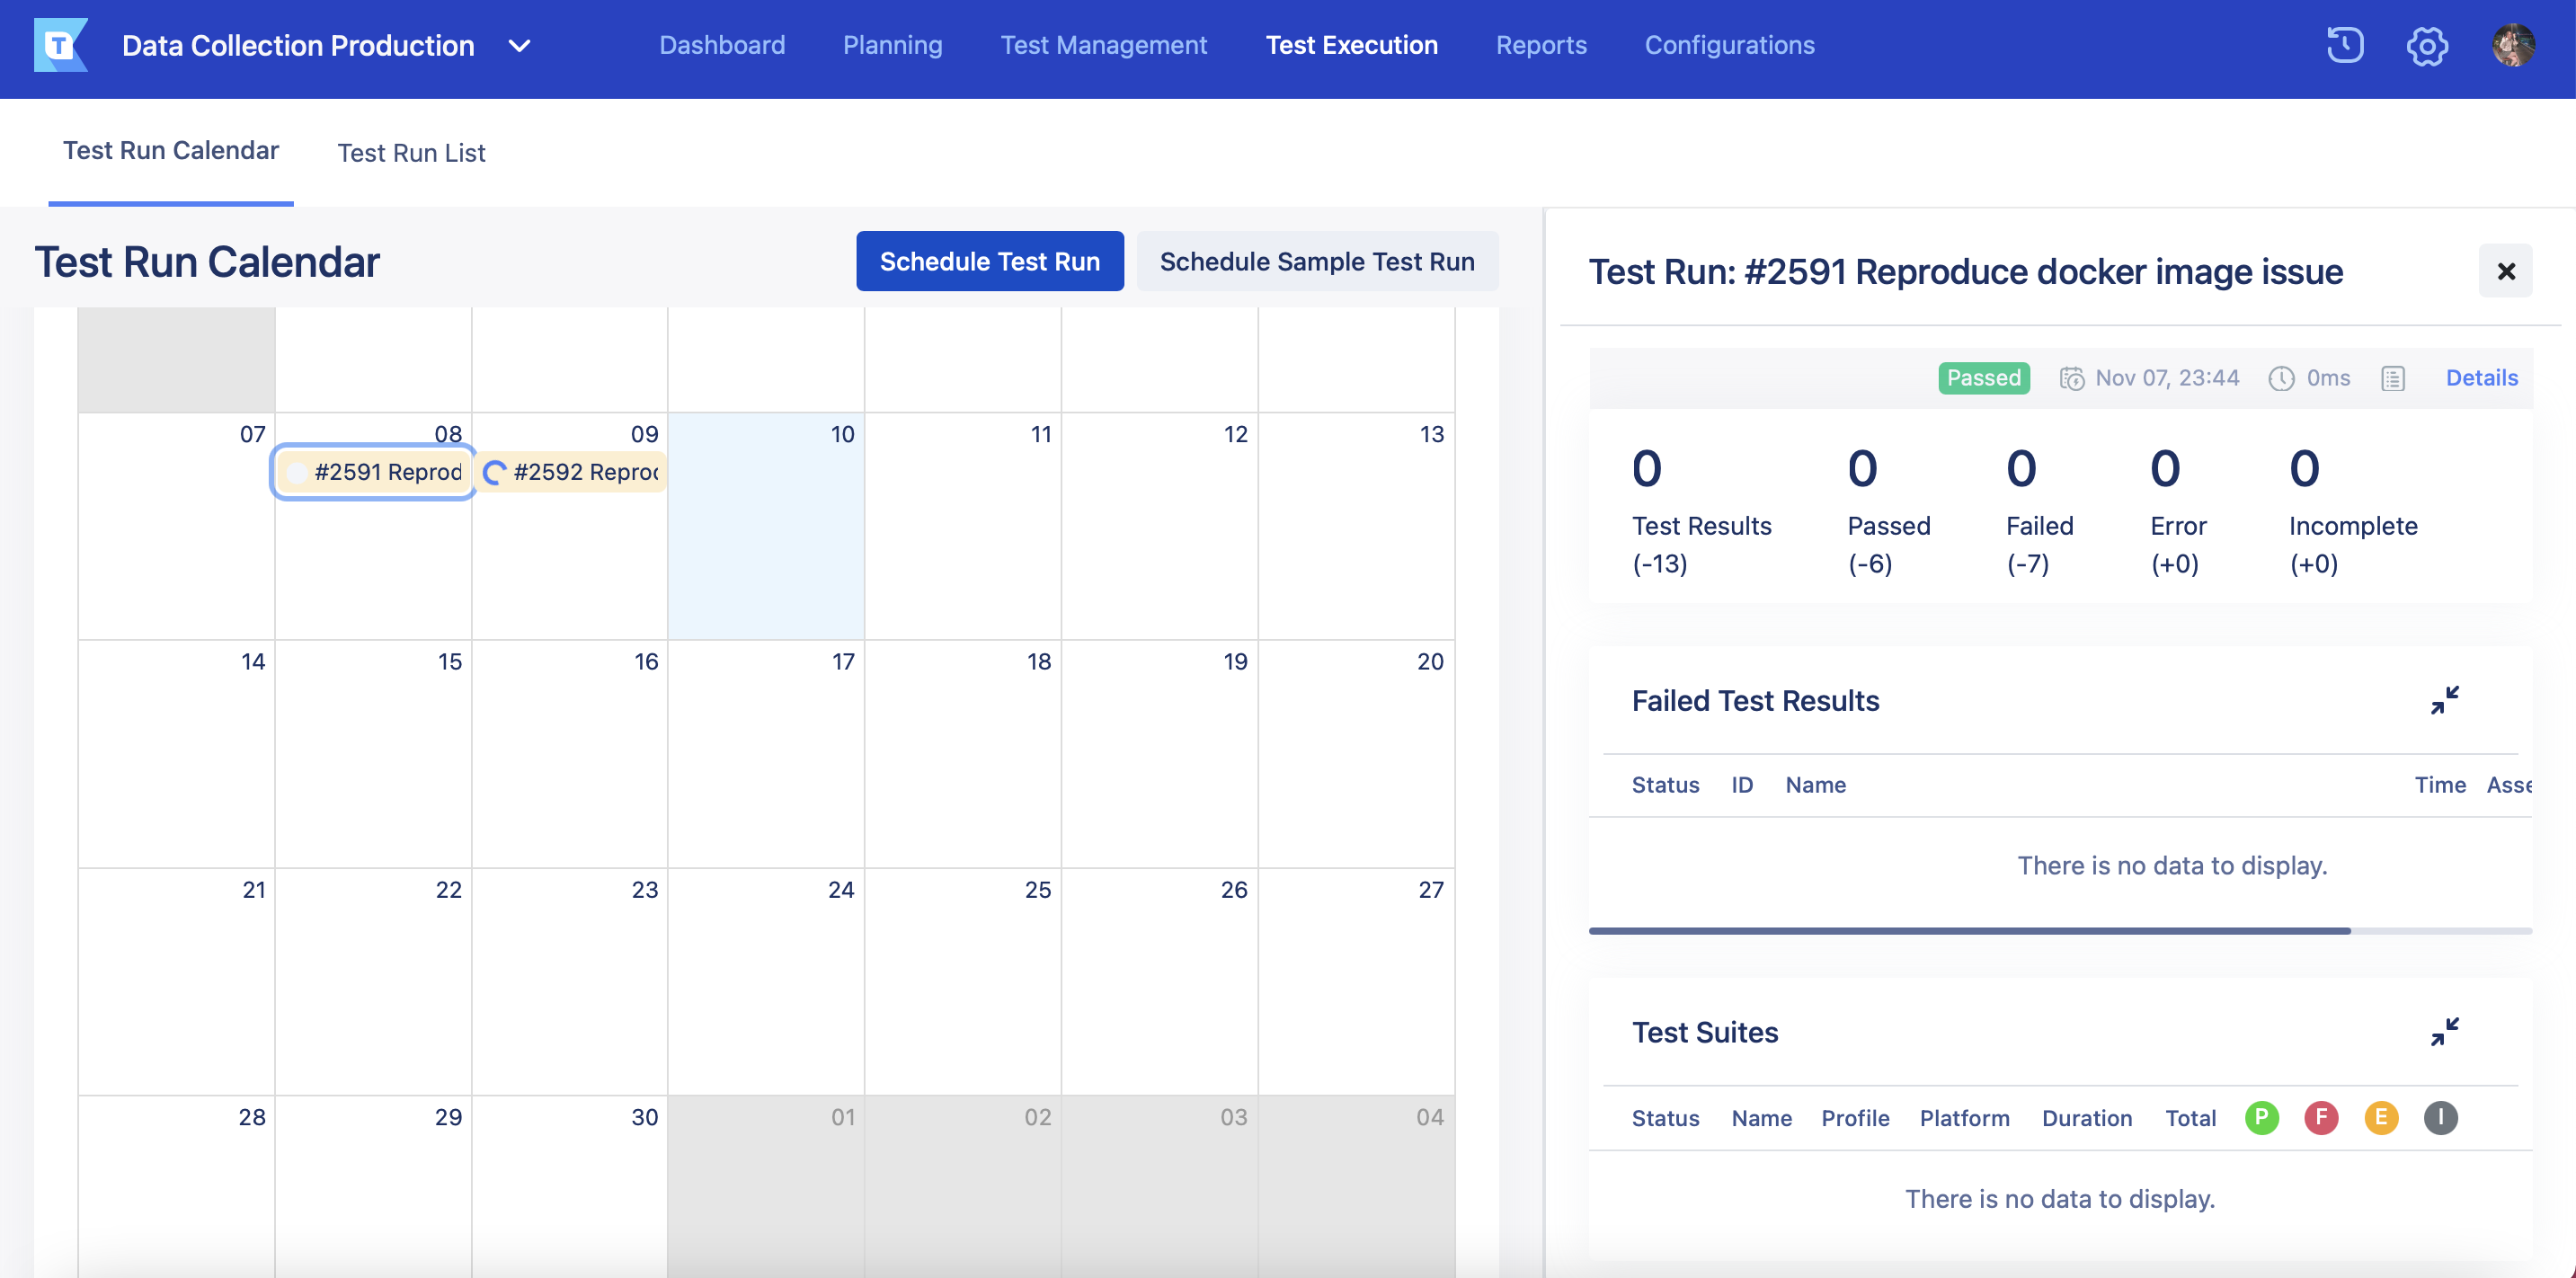 T
Data Collection Production
Dashboard
Planning
Test Management
Test Execution
Reports
Configurations
Test Run Calendar
Test Run List
Test Run Calendar
Schedule Test Run
Schedule Sample Test Run
07 08 09 10 11 12 13
#2591 Reprod
#2592 Reproc
14 15 16 17 18 19 20
21 22 23 24 25 26 27
28 29 30 01 02 03 04
Test Run: #2591 Reproduce docker image issue
Passed Nov 07, 23:44 0ms Details
0 0 0 0 0
Test Results Passed Failed Error Incomplete
(-13) (-6) (-7) (+0) (+0)
Failed Test Results
Status ID Name Time Asse
There is no data to display.
Test Suites
Status Name Profile Platform Duration Total P F E I
There is no data to display.